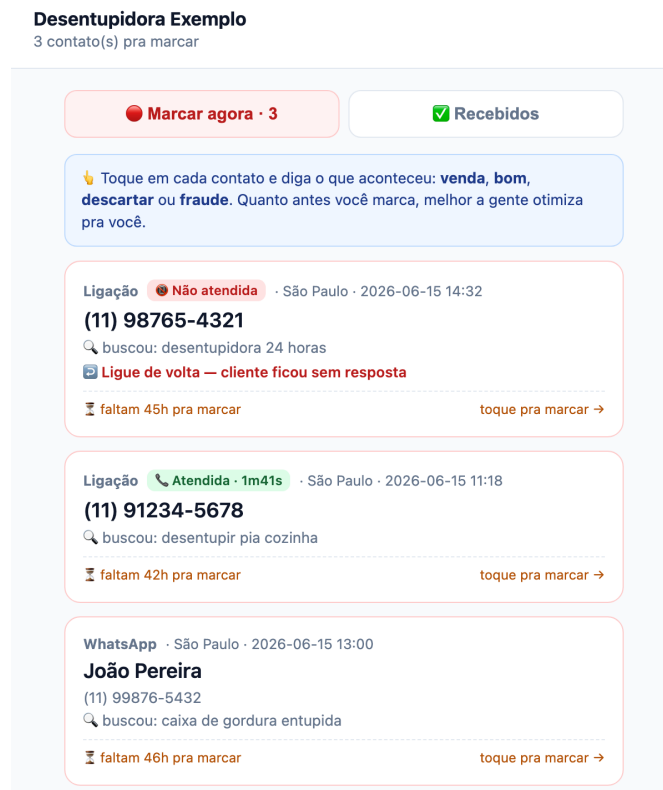 Desentupidora Exemplo
3 contato(s) pra marcar
🔴 Marcar agora · 3
✅ Recebidos
👆 Toque em cada contato e diga o que aconteceu: venda, bom,
descartar ou fraude. Quanto antes você marca, melhor a gente otimiza
pra você.
Ligação 📵 Não atendida · São Paulo · 2026-06-15 14:32
(11) 98765-4321
🔍 buscou: desentupidora 24 horas
↩️ Ligue de volta — cliente ficou sem resposta
⏳ faltam 45h pra marcar
toque pra marcar →
Ligação 📞 Atendida · 1m41s · São Paulo · 2026-06-15 11:18
(11) 91234-5678
🔍 buscou: desentupir pia cozinha
⏳ faltam 42h pra marcar
toque pra marcar →
WhatsApp · São Paulo · 2026-06-15 13:00
João Pereira
(11) 99876-5432
🔍 buscou: caixa de gordura entupida
⏳ faltam 46h pra marcar
toque pra marcar →